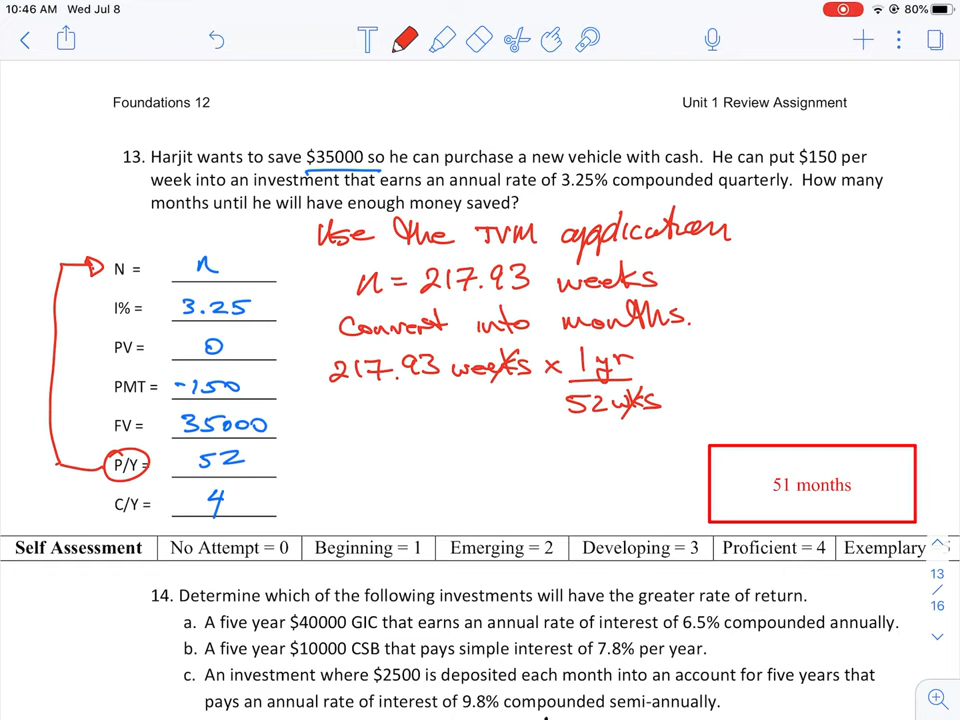 10:46 AM Wed Jul 8
80%
T
Foundations 12
Unit 1 Review Assignment
13. Harjit wants to save $35000 so he can purchase a new vehicle with cash. He can put $150 per
week into an investment that earns an annual rate of 3.25% compounded quarterly. How many
months until he will have enough money saved?
Use the TVM application
N = n
n = 217.93 weeks
I% = 3.25
Convert into months.
PV = 0
217.93 weeks × 1 yr
52 wks
PMT = -150
FV = 35000
P/Y = 52
C/Y = 4
51 months
Self Assessment No Attempt = 0 Beginning = 1 Emerging = 2 Developing = 3 Proficient = 4 Exemplary = 5
13
/
16
14. Determine which of the following investments will have the greater rate of return.
a. A five year $40000 GIC that earns an annual rate of interest of 6.5% compounded annually.
b. A five year $10000 CSB that pays simple interest of 7.8% per year.
c. An investment where $2500 is deposited each month into an account for five years that
pays an annual rate of interest of 9.8% compounded semi-annually.